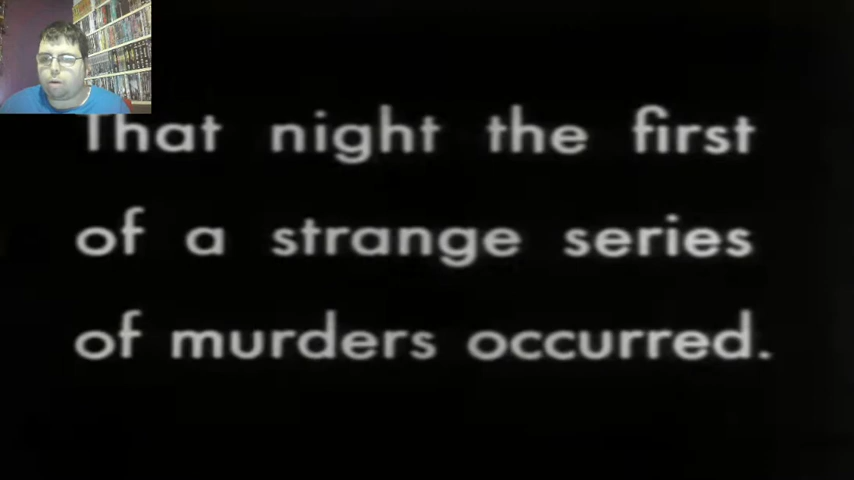 That night the first
of a strange series
of murders occurred.